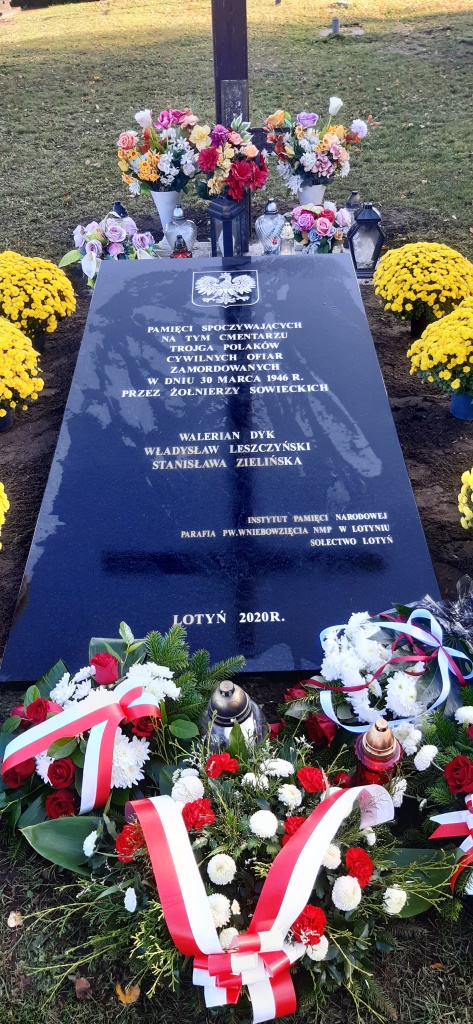 PAMIĘCI SPOCZYWAJĄCYCH
NA TYM CMENTARZU
TROJGA POLAKÓW
CYWILNYCH OFIAR
ZAMORDOWANYCH
W DNIU 30 MARCA 1946 R.
PRZEZ ŻOŁNIERZY SOWIECKICH
WALERIAN DYK
WŁADYSŁAW LESZCZYŃSKI
STANISŁAWA ZIELIŃSKA
INSTYTUT PAMIĘCI NARODOWEJ
PARAFIA PW.WNIEBOWZIĘCIA NMP W LOTYNIU
SOŁECTWO LOTYŃ
LOTYŃ 2020R.